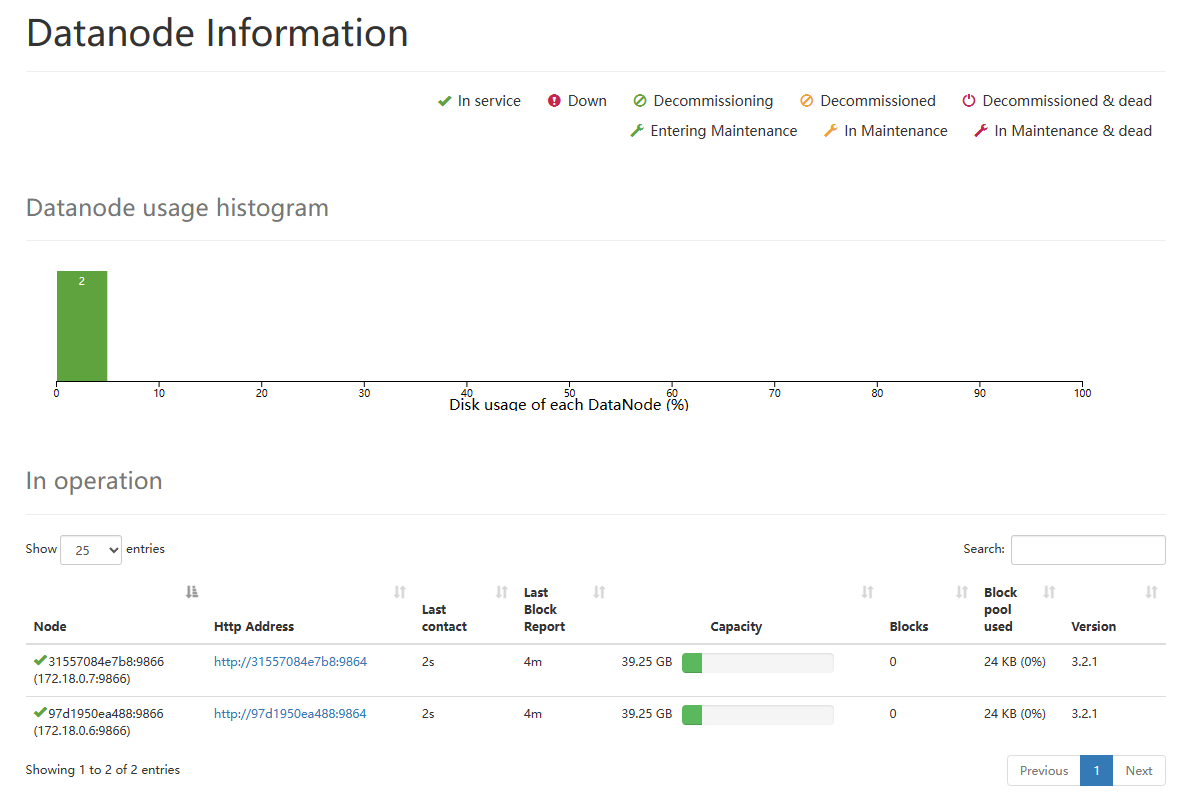 Datanode Information
In service Down Decommissioning Decommissioned Decommissioned & dead
Entering Maintenance In Maintenance In Maintenance & dead
Datanode usage histogram
2
0 10 20 30 40 50 60 70 80 90 100
Disk usage of each DataNode (%)
In operation
Show 25 entries Search:
Node Http Address Last contact Last Block Report Capacity Blocks Block pool used Version
31557084e7b8:9866 http://31557084e7b8:9864 2s 4m 39.25 GB 0 24 KB (0%) 3.2.1
(172.18.0.7:9866)
97d1950ea488:9866 http://97d1950ea488:9864 2s 4m 39.25 GB 0 24 KB (0%) 3.2.1
(172.18.0.6:9866)
Showing 1 to 2 of 2 entries Previous 1 Next